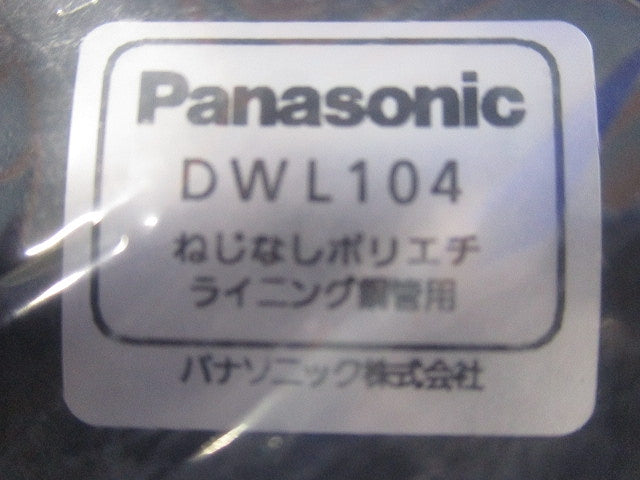 Panasonic
DWL104
ねじなしポリエチ
ライニング鋼管用
パナソニック株式会社